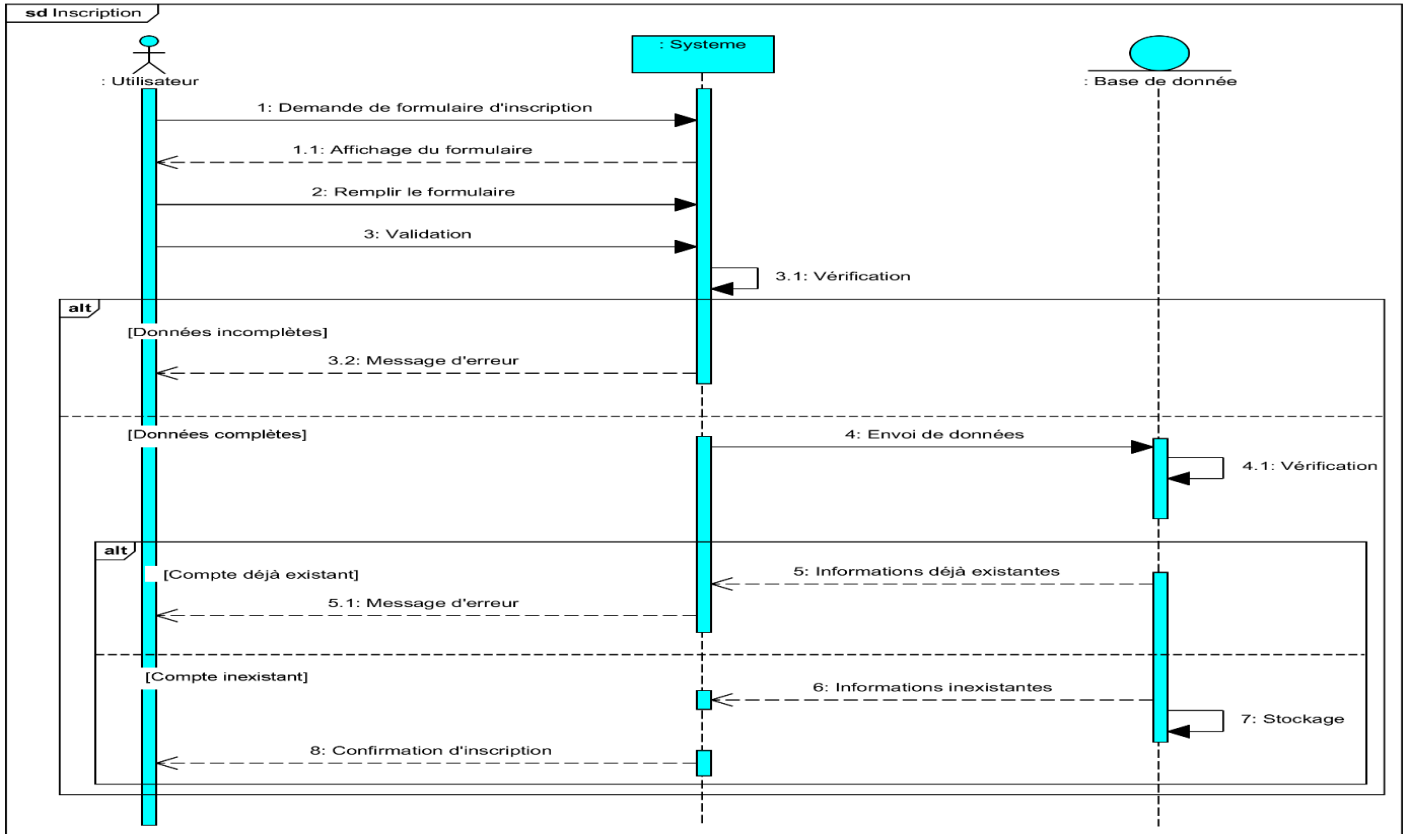 sd Inscription
: Utilisateur
: Systeme
: Base de donnée
1: Demande de formulaire d'inscription
1.1: Affichage du formulaire
2: Remplir le formulaire
3: Validation
3.1: Vérification
alt
[Données incomplètes]
3.2: Message d'erreur
[Données complètes]
4: Envoi de données
4.1: Vérification
alt
[Compte déjà existant]
5: Informations déjà existantes
5.1: Message d'erreur
[Compte inexistant]
6: Informations inexistantes
7: Stockage
8: Confirmation d'inscription